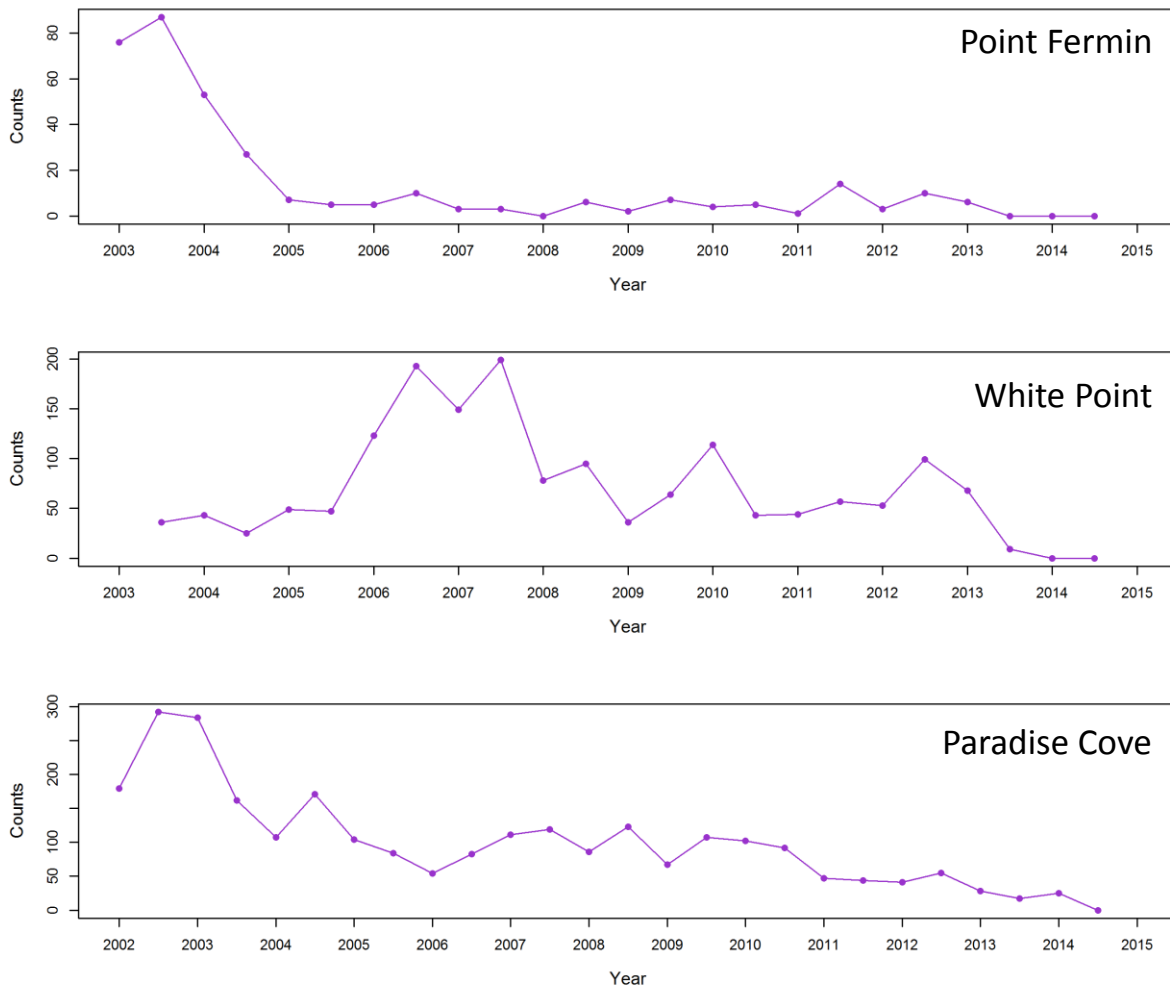 Point Fermin
Counts
80
60
40
20
0
2003 2004 2005 2006 2007 2008 2009 2010 2011 2012 2013 2014 2015
Year
White Point
Counts
200
150
100
50
0
2003 2004 2005 2006 2007 2008 2009 2010 2011 2012 2013 2014 2015
Year
Paradise Cove
Counts
300
200
100
50
0
2002 2003 2004 2005 2006 2007 2008 2009 2010 2011 2012 2013 2014 2015
Year